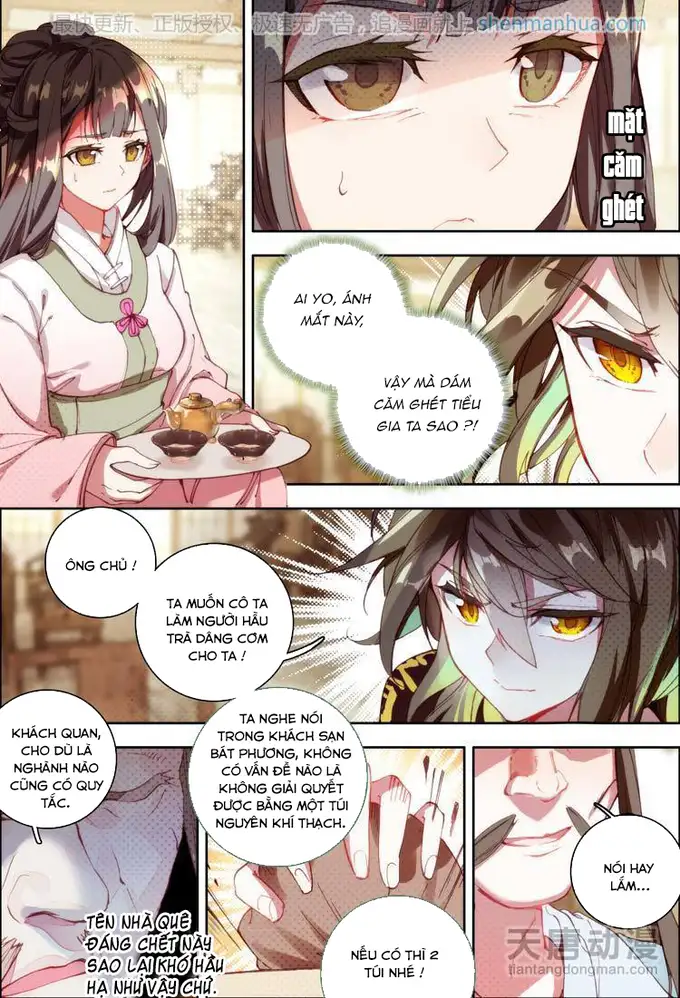 最快更新、正版授权、极速无广告，追漫画就上 shenmanhua.com
mặt
căm
ghét
AI YO, ÁNH
MẮT NÀY,
VẬY MÀ DÁM
CĂM GHÉT TIỂU
GIA TA SAO ?!
ÔNG CHỦ !
TA MUỐN CÔ TA
LÀM NGƯỜI HẦU
TRÀ DÂNG CƠM
CHO TA !
KHÁCH QUAN,
CHO DÙ LÀ
NGHÀNH NÀO
CŨNG CÓ QUY
TẮC.
TA NGHE NÓI
TRONG KHÁCH SẠN
BÁT PHƯƠNG, KHÔNG
CÓ VẤN ĐỀ NÀO LÀ
KHÔNG GIẢI QUYẾT
ĐƯỢC BẰNG MỘT TÚI
NGUYÊN KHÍ THẠCH.
NÓI HAY
LẮM...
TÊN NHÀ QUÊ
ĐÁNG CHẾT NÀY
SAO LẠI KHÓ HẦU
HẠ NHƯ VẬY CHỨ.
NẾU CÓ THÌ 2
TÚI NHÉ !
天唐动漫
tiantangdongman.com